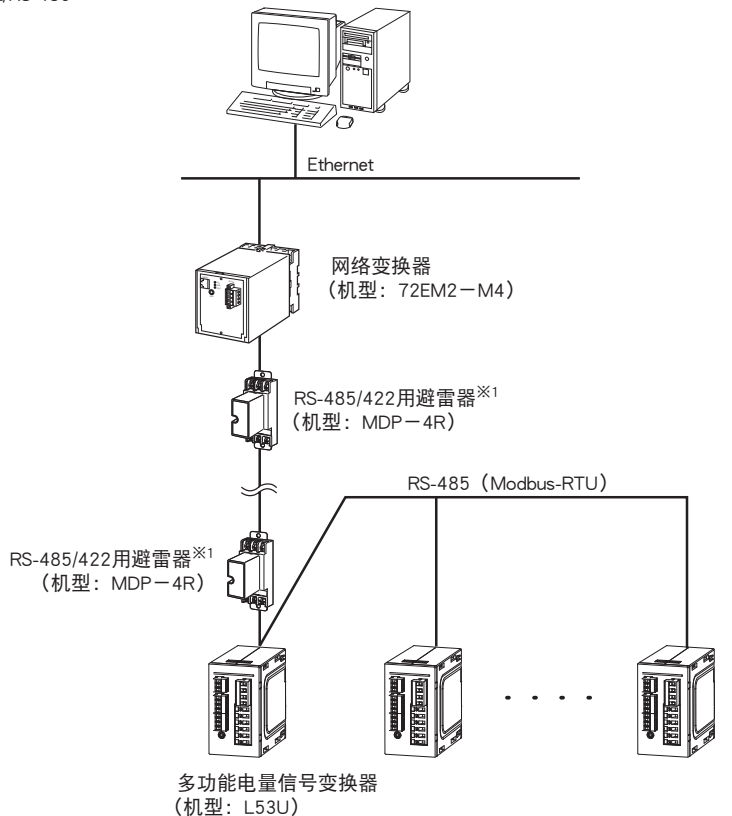 Ethernet
网络变换器
（机型：72EM2－M4）
RS-485/422用避雷器※1
（机型：MDP－4R）
RS-485（Modbus-RTU）
RS-485/422用避雷器※1
（机型：MDP－4R）
多功能电量信号变换器
（机型：L53U）